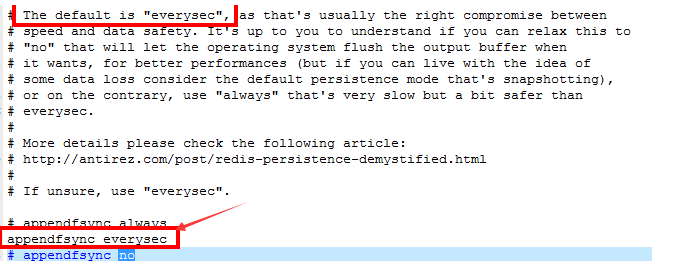 # The default is "everysec", as that's usually the right compromise between
# speed and data safety. It's up to you to understand if you can relax this to
# "no" that will let the operating system flush the output buffer when
# it wants, for better performances (but if you can live with the idea of
# some data loss consider the default persistence mode that's snapshotting),
# or on the contrary, use "always" that's very slow but a bit safer than
# everysec.
#
# More details please check the following article:
# http://antirez.com/post/redis-persistence-demystified.html
#
# If unsure, use "everysec".
# appendfsync always
appendfsync everysec
# appendfsync no